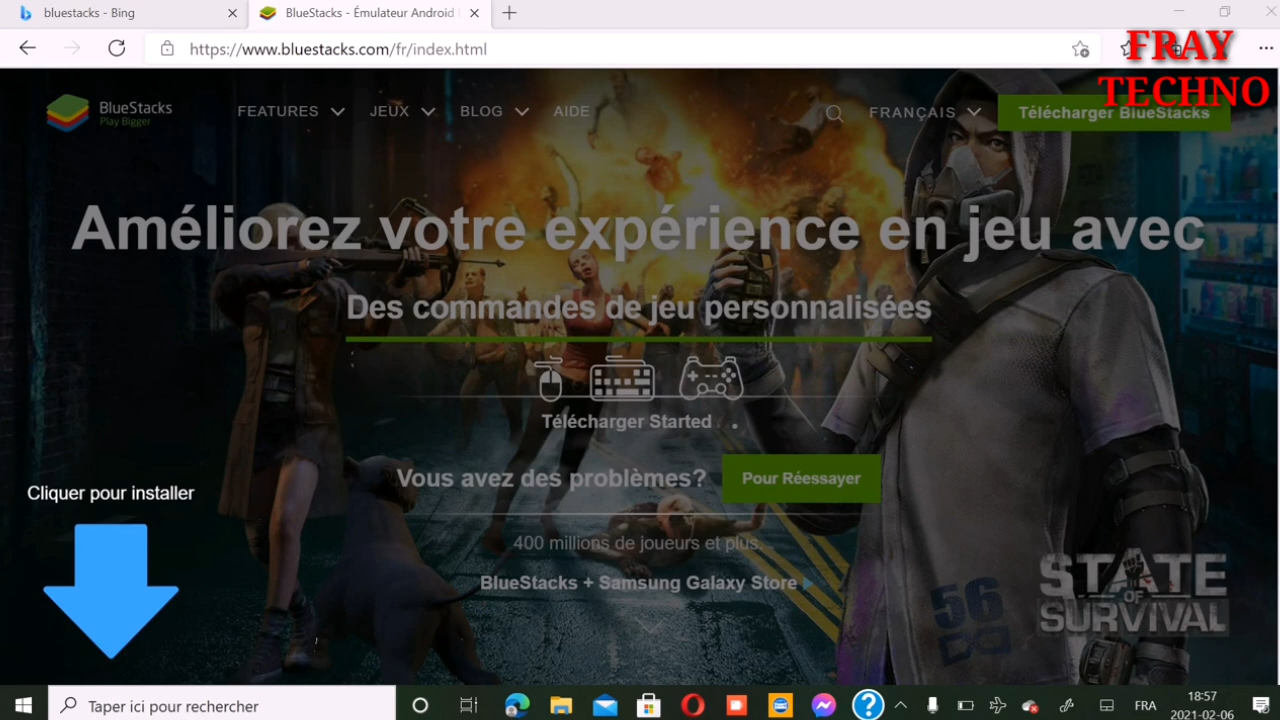 bluestacks - Bing
BlueStacks - Émulateur Android
https://www.bluestacks.com/fr/index.html
FRAY
TECHNO
BlueStacks
Play Bigger
FEATURES
JEUX
BLOG
AIDE
FRANÇAIS
Télécharger BlueStacks
Améliorez votre expérience en jeu avec
Des commandes de jeu personnalisées
Télécharger Started . .
Vous avez des problèmes?
Pour Réessayer
Cliquer pour installer
400 millions de joueurs et plus.
BlueStacks + Samsung Galaxy Store
56
STATE
OF
SURVIVAL
Taper ici pour rechercher
FRA
18:57
2021-02-06